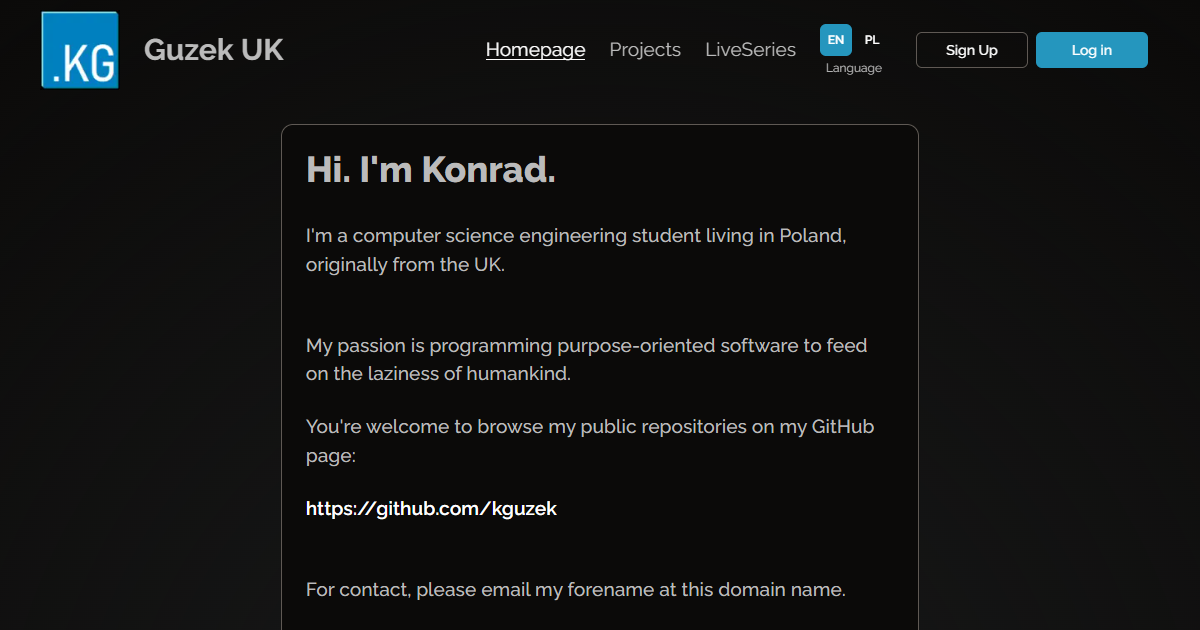 .KG
Guzek UK
Homepage
Projects
LiveSeries
EN
PL
Language
Sign Up
Log in
Hi. I'm Konrad.
I'm a computer science engineering student living in Poland,
originally from the UK.
My passion is programming purpose-oriented software to feed
on the laziness of humankind.
You're welcome to browse my public repositories on my GitHub
page:
https://github.com/kguzek
For contact, please email my forename at this domain name.